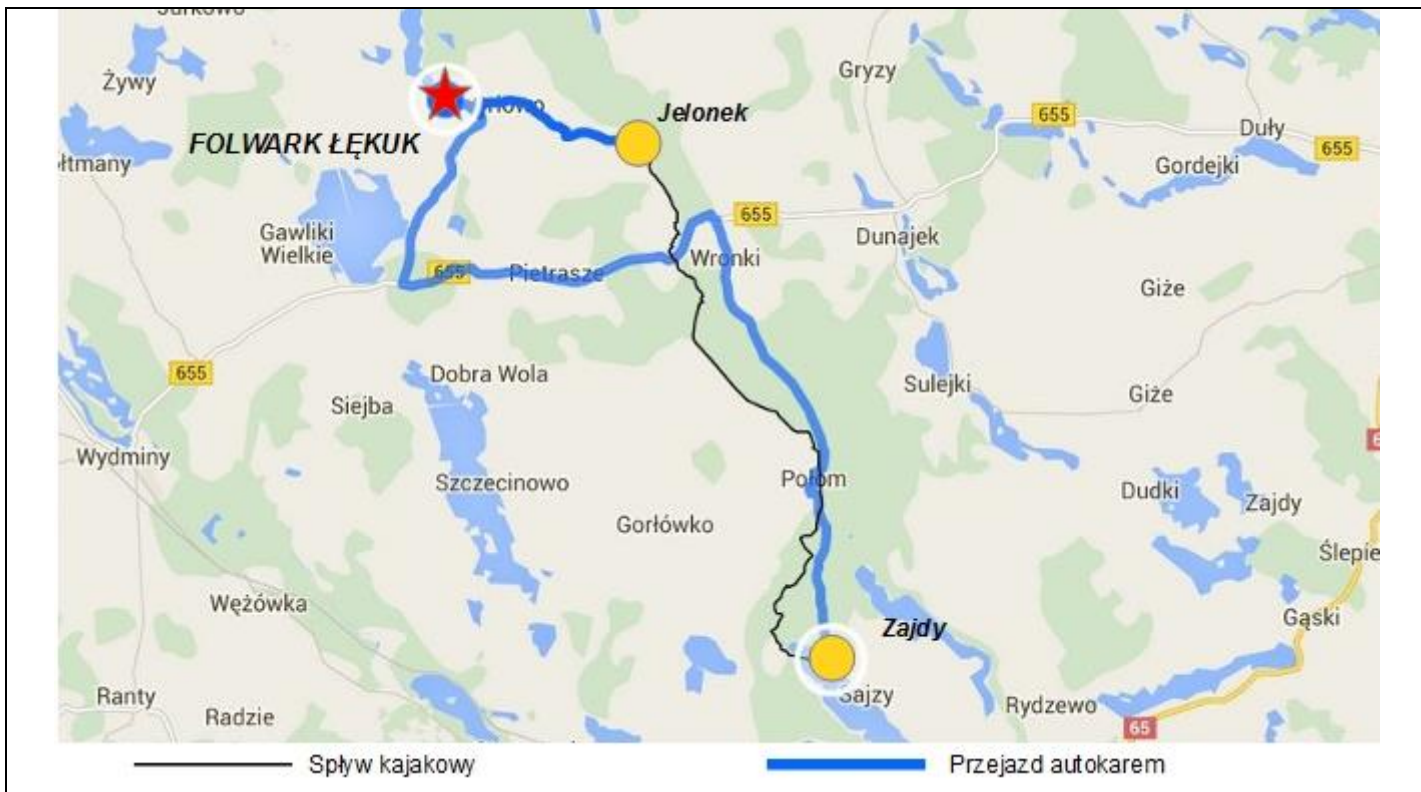 Żywy
Gryzy
Jelonek
655
Duły
FOLWARK ŁĘKUK
655
Gordejki
655
Gawliki
Wielkie
Dunajek
655
Pietrasze
Wronki
Giże
655
Dobra Wola
Sulejki
Giże
Siejba
Wydminy
Szczecinowo
Połom
Dudki
Zajdy
Gorłówko
Wężówka
Zajdy
Gąski
Ranty
Radzie
Sajzy
Rydzewo
65
Spływ kajakowy
Przejazd autokarem